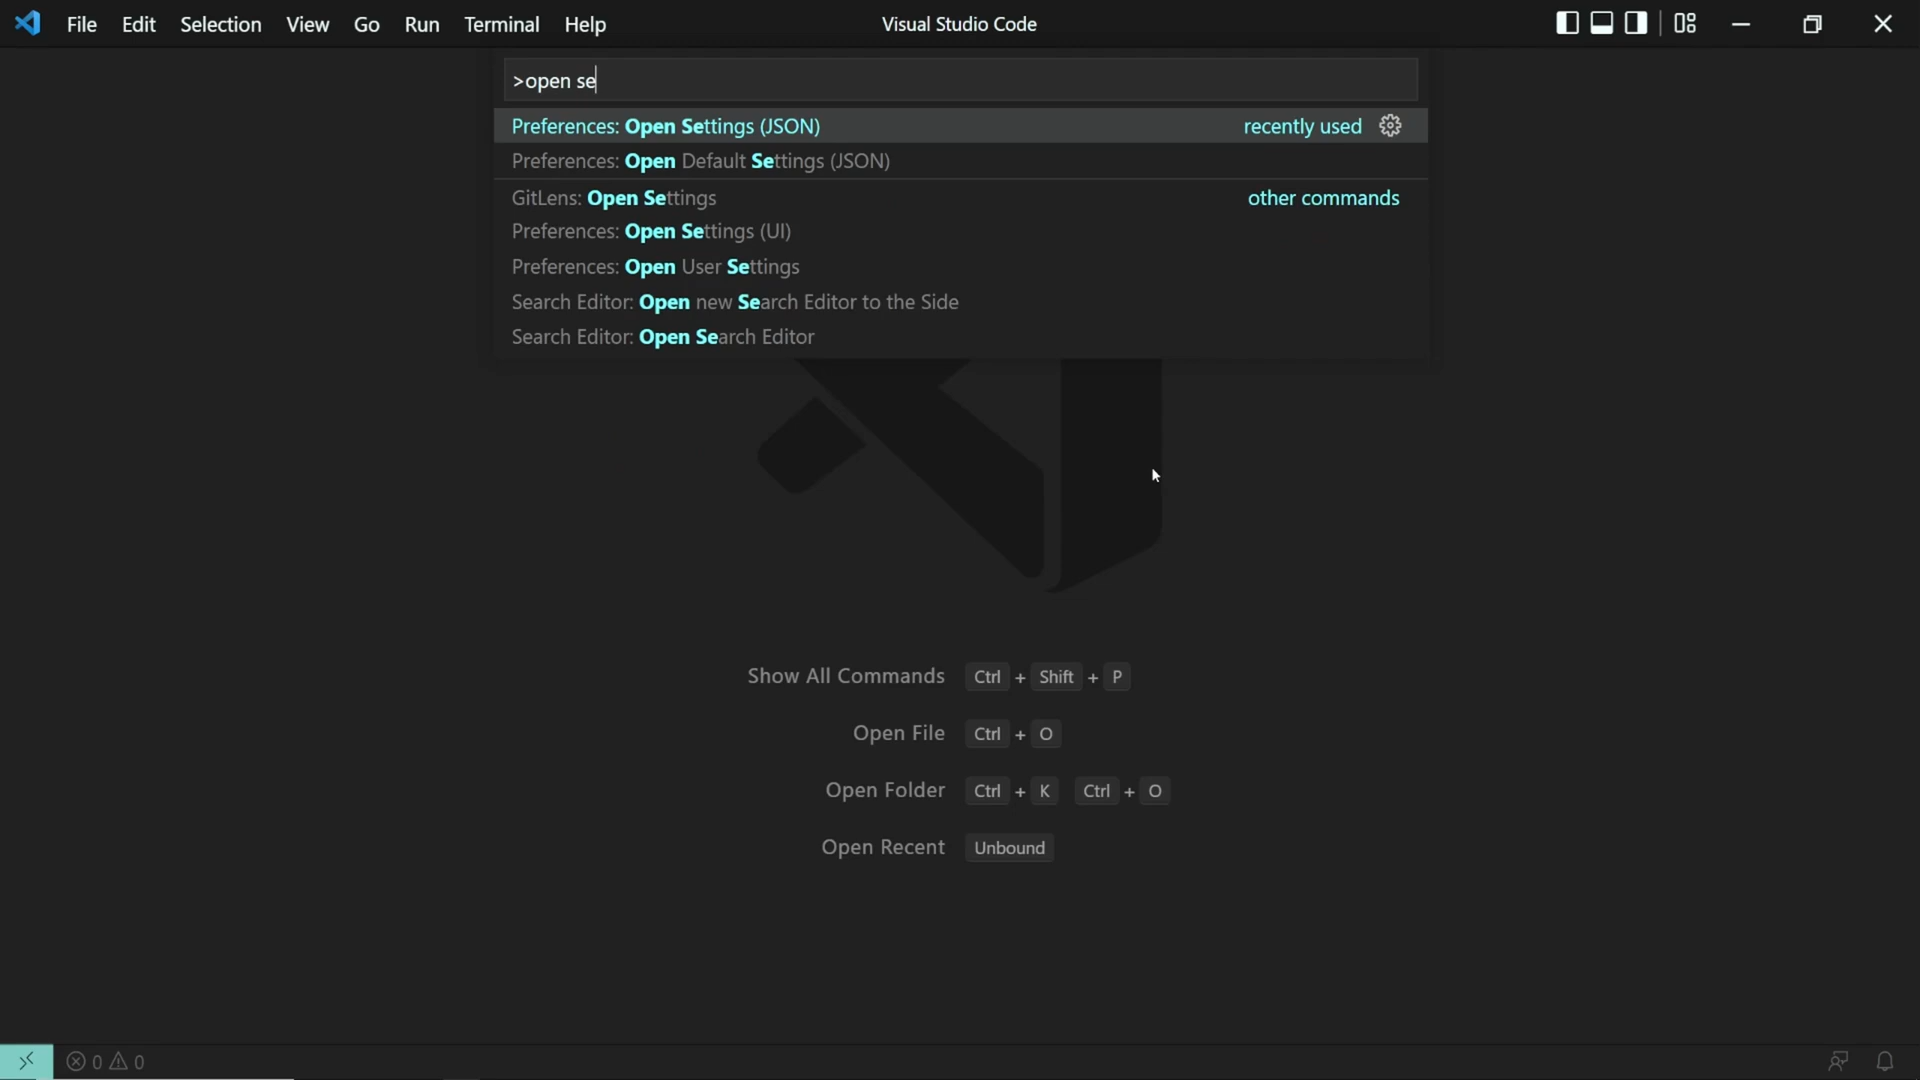 File Edit Selection View Go Run Terminal Help Visual Studio Code
>open se
Preferences: Open Settings (JSON) recently used
Preferences: Open Default Settings (JSON)
GitLens: Open Settings other commands
Preferences: Open Settings (UI)
Preferences: Open User Settings
Search Editor: Open new Search Editor to the Side
Search Editor: Open Search Editor
Show All Commands Ctrl + Shift + P
Open File Ctrl + O
Open Folder Ctrl + K Ctrl + O
Open Recent Unbound
0 0